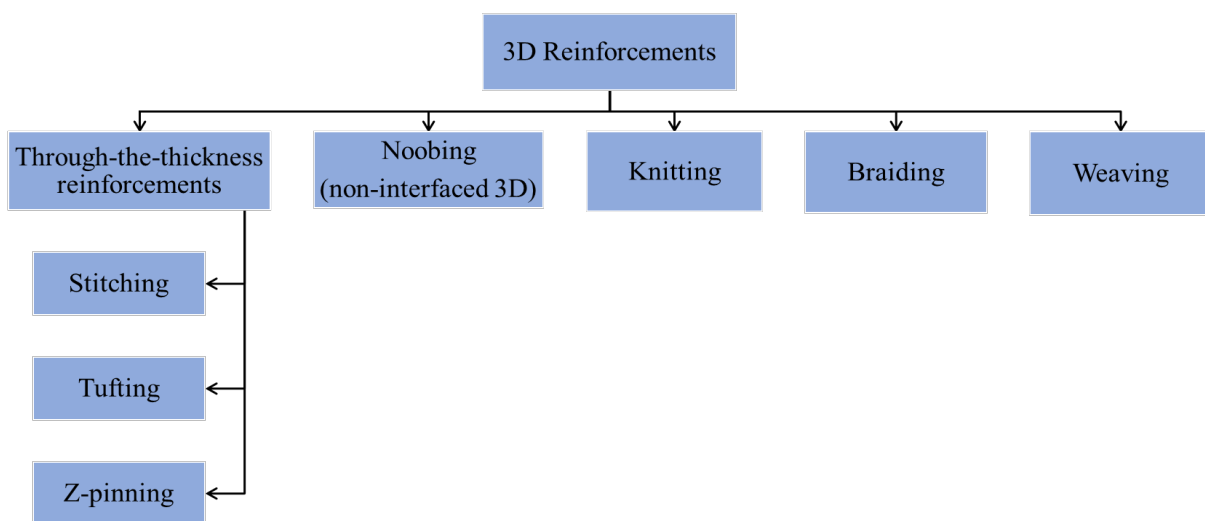 3D Reinforcements
Through-the-thickness
reinforcements
Noobing
(non-interfaced 3D)
Knitting
Braiding
Weaving
Stitching
Tufting
Z-pinning